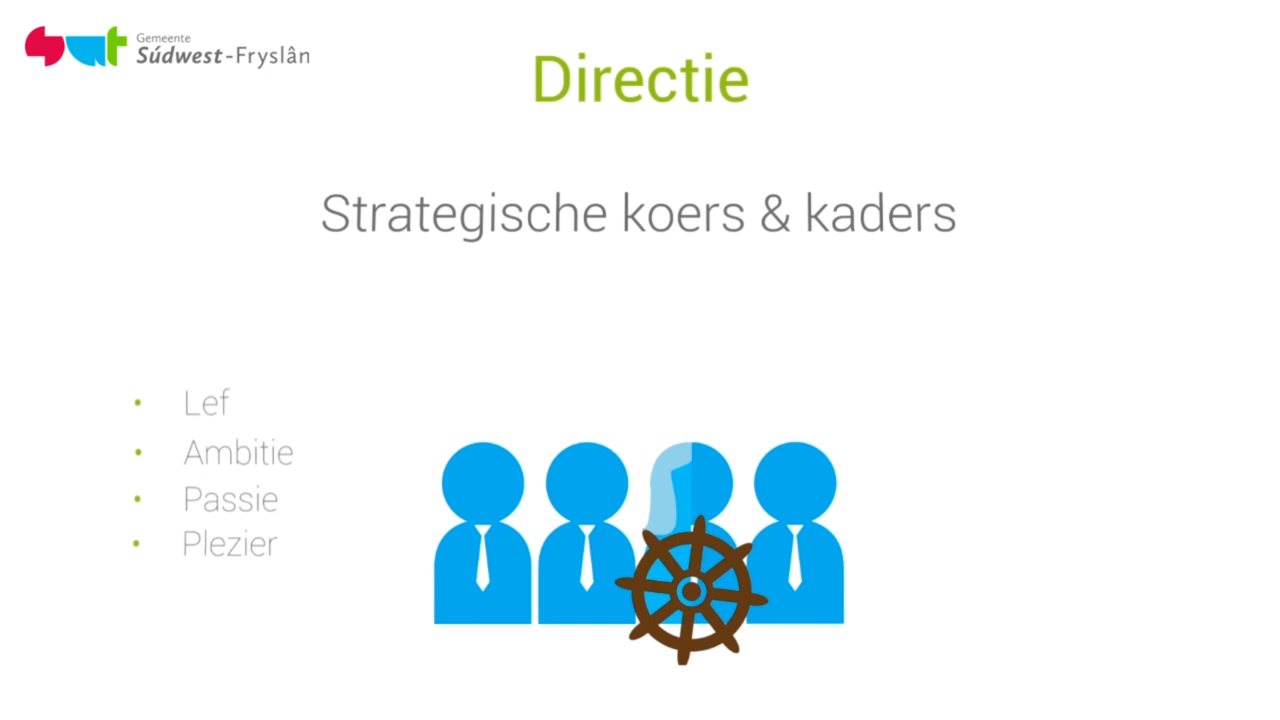 Gemeente
Súdwest-Fryslân
Directie
Strategische koers & kaders
• Lef
• Ambitie
• Passie
• Plezier